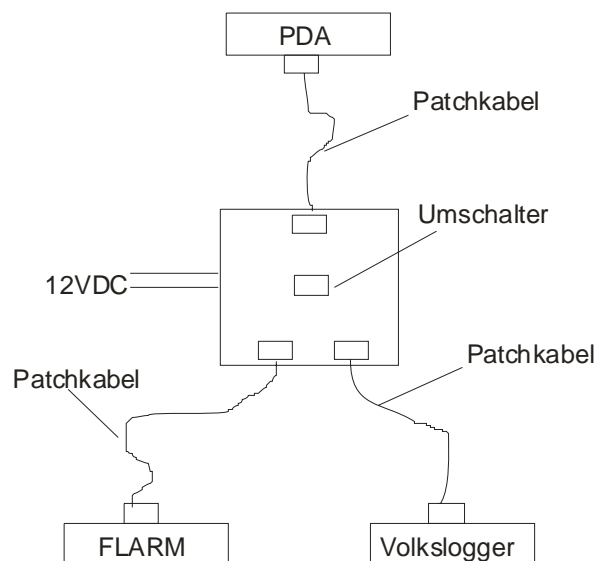 PDA
Patchkabel
Umschalter
12VDC
Patchkabel
Patchkabel
FLARM
Volkslogger